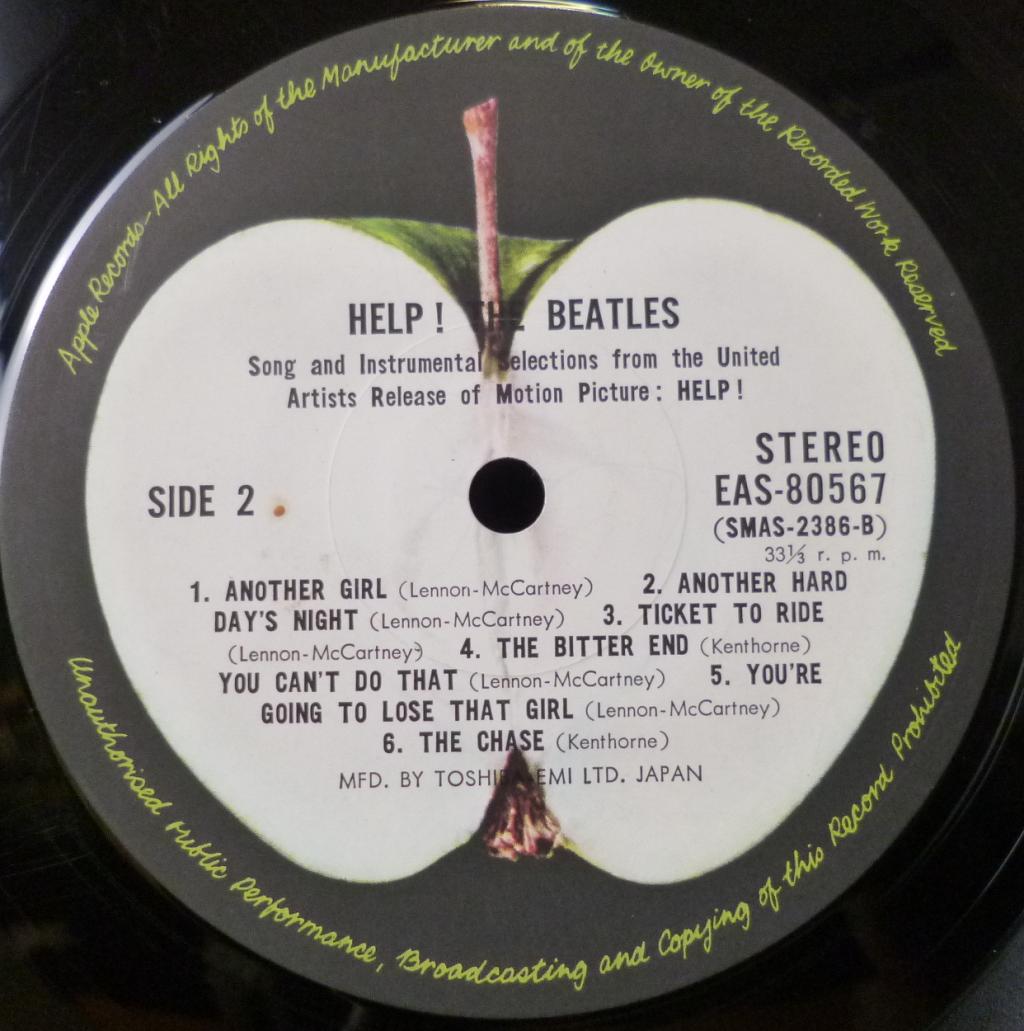 Apple Records-All Rights of the Manufacturer and of the Owner of the Recorded Work Reserved
HELP! THE BEATLES
Song and Instrumental Selections from the United
Artists Release of Motion Picture: HELP!
STEREO
EAS-80567
(SMAS-2386-B)
33⅓ r. p. m.
SIDE 2
1. ANOTHER GIRL (Lennon-McCartney) 2. ANOTHER HARD
DAY'S NIGHT (Lennon-McCartney) 3. TICKET TO RIDE
(Lennon-McCartney) 4. THE BITTER END (Kenthorne)
YOU CAN'T DO THAT (Lennon-McCartney) 5. YOU'RE
GOING TO LOSE THAT GIRL (Lennon-McCartney)
6. THE CHASE (Kenthorne)
MFD. BY TOSHIBA-EMI LTD. JAPAN
Unauthorised Public Performance, Broadcasting and Copying of this Record Prohibited